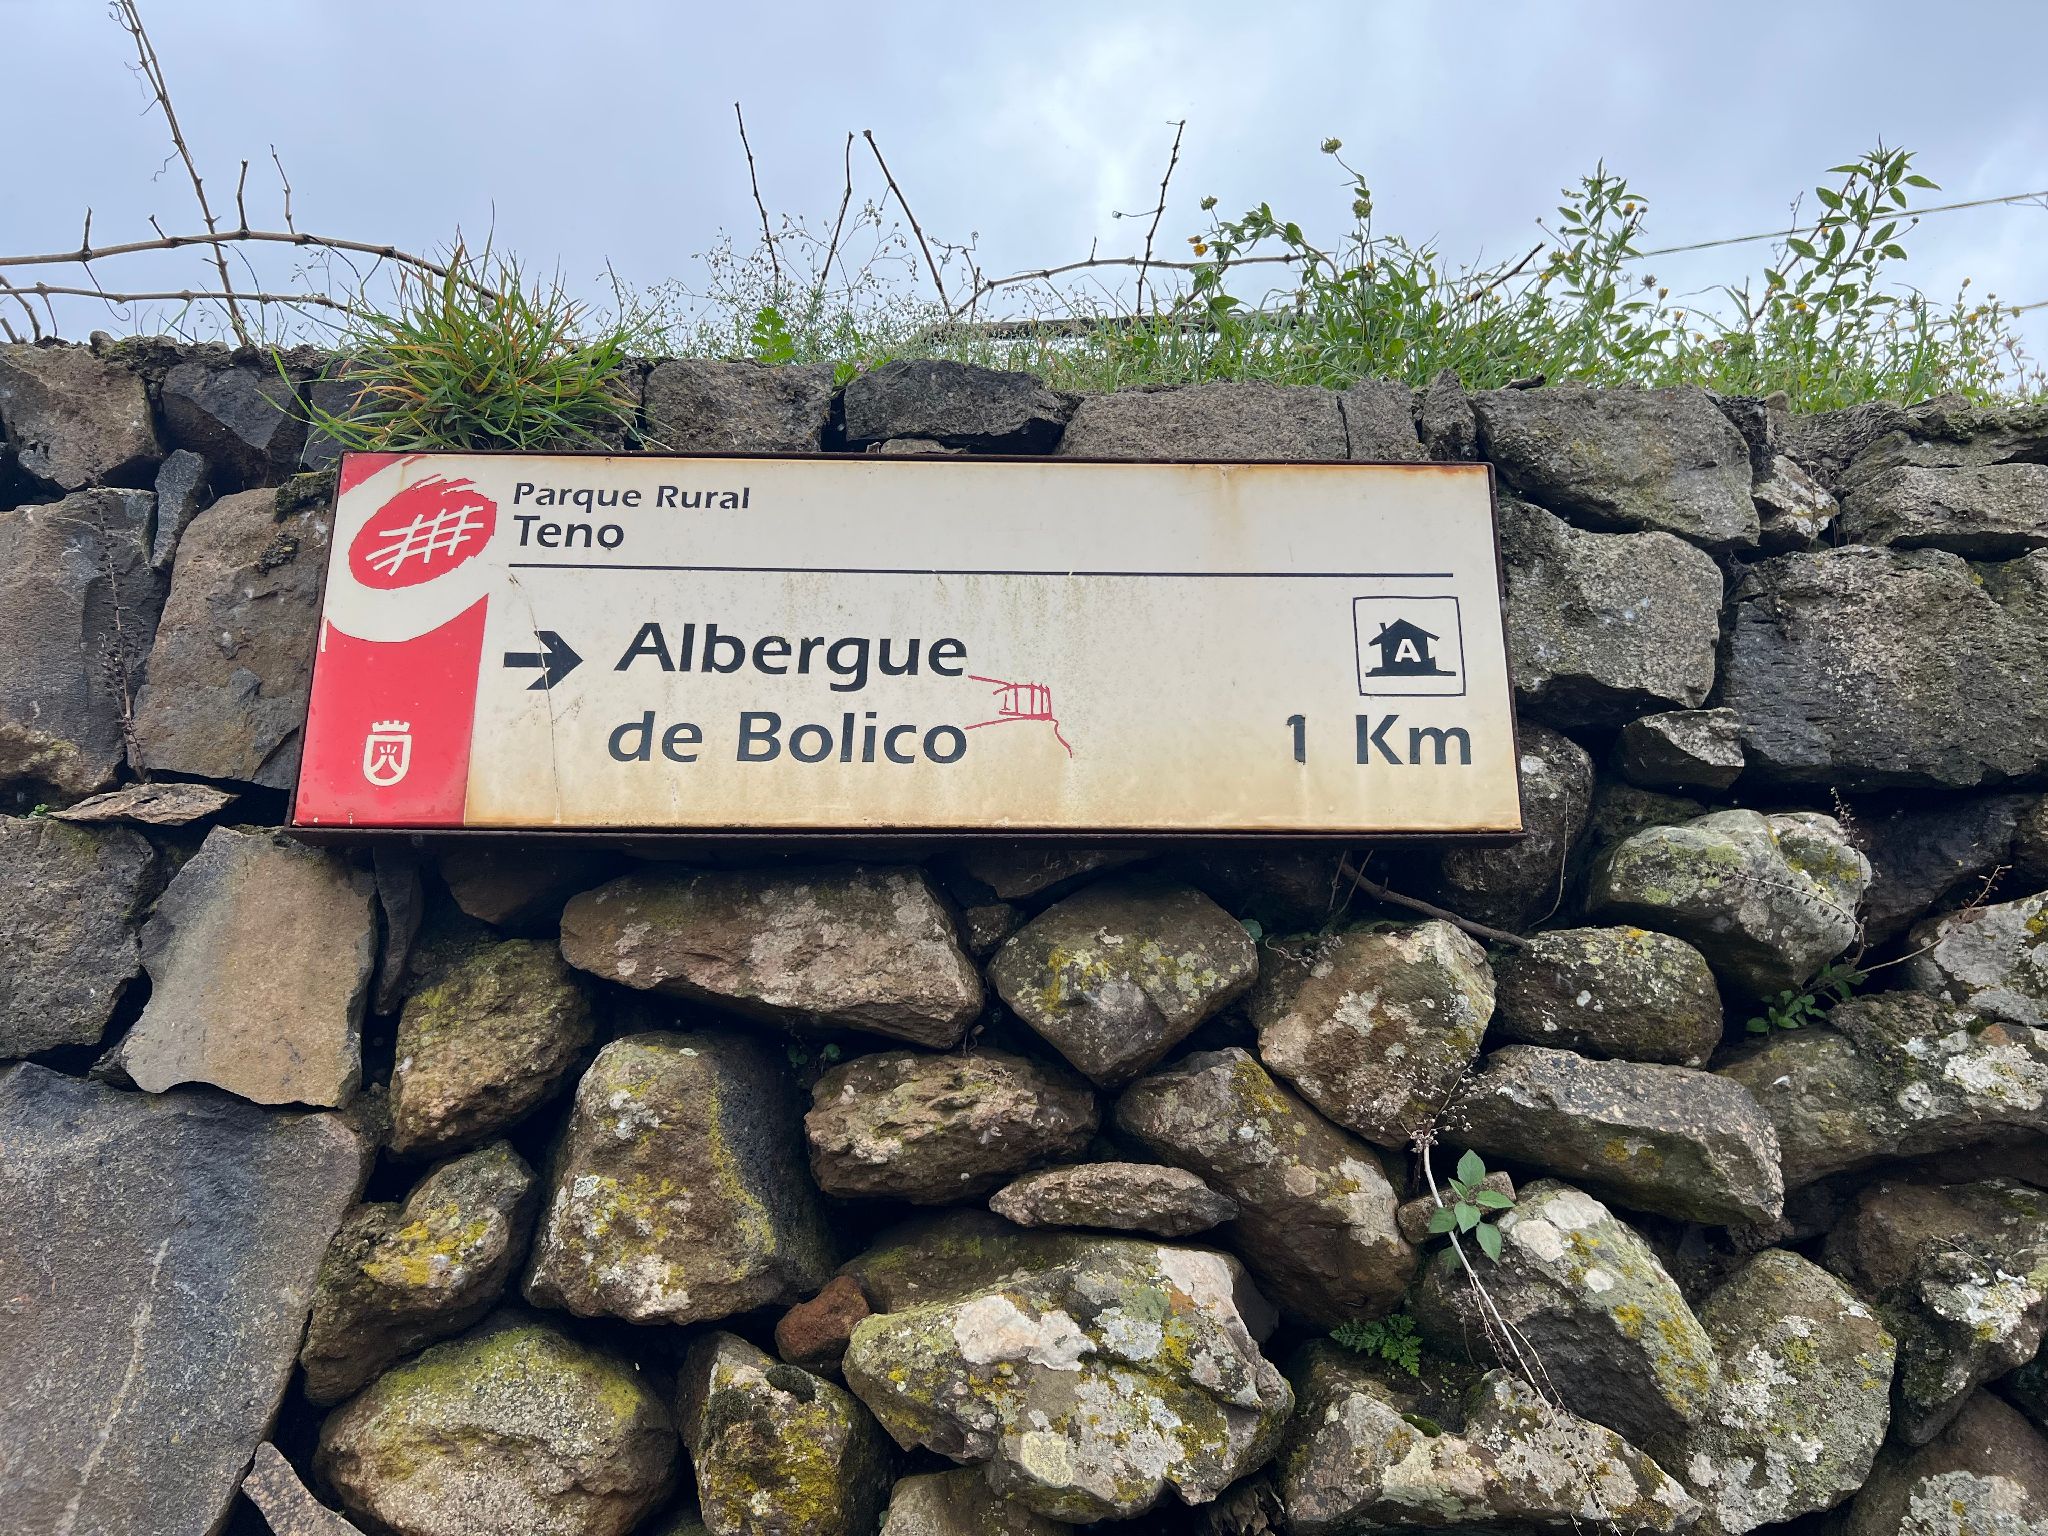 Parque Rural
Teno
Albergue
de Bolico
A
1 Km